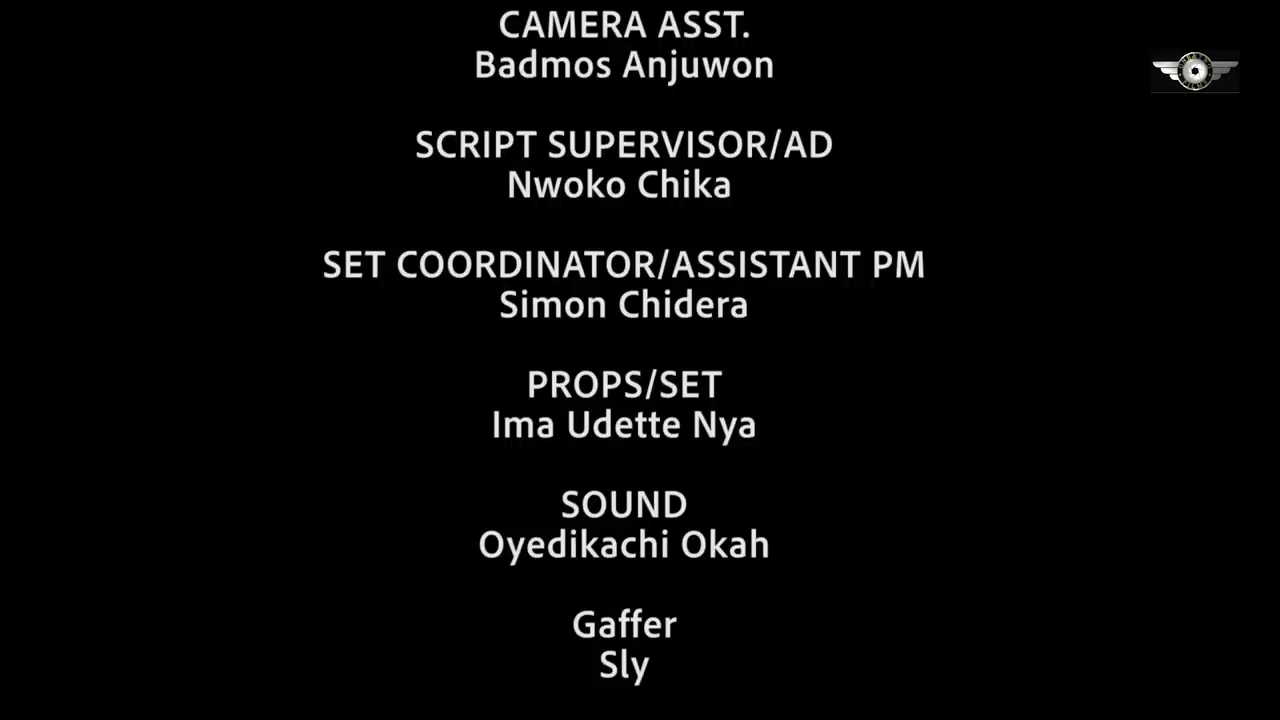 CAMERA ASST.
Badmos Anjuwon
SCRIPT SUPERVISOR/AD
Nwoko Chika
SET COORDINATOR/ASSISTANT PM
Simon Chidera
PROPS/SET
Ima Udette Nya
SOUND
Oyedikachi Okah
Gaffer
Sly